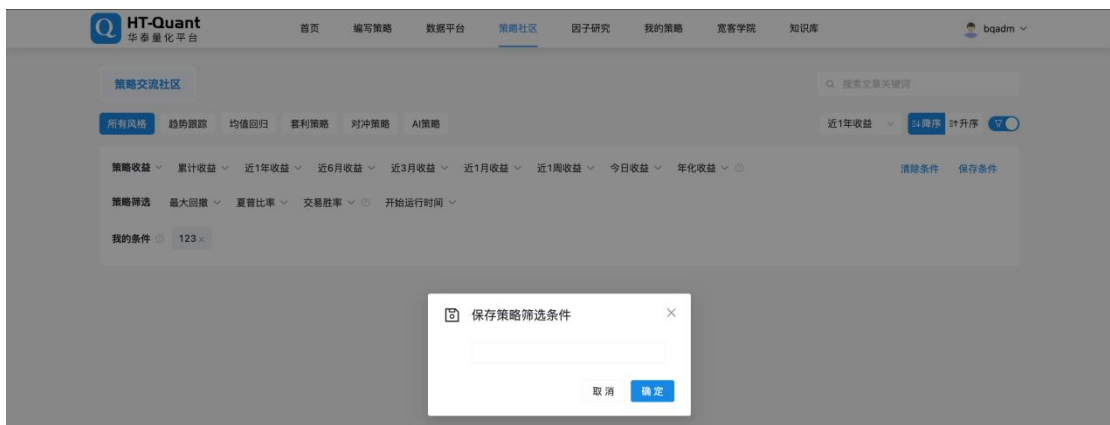 HT-Quant
华泰量化平台
首页 编写策略 数据平台 策略社区 因子研究 我的策略 宽客学院 知识库 bqadm
策略交流社区 搜索文章关键词
所有风格 趋势跟踪 均值回归 套利策略 对冲策略 AI策略 近1年收益 降序 升序
策略收益 累计收益 近1年收益 近6月收益 近3月收益 近1月收益 近1周收益 今日收益 年化收益 清除条件 保存条件
策略筛选 最大回撤 夏普比率 交易胜率 开始运行时间
我的条件 123 ×
保存策略筛选条件
取消 确定